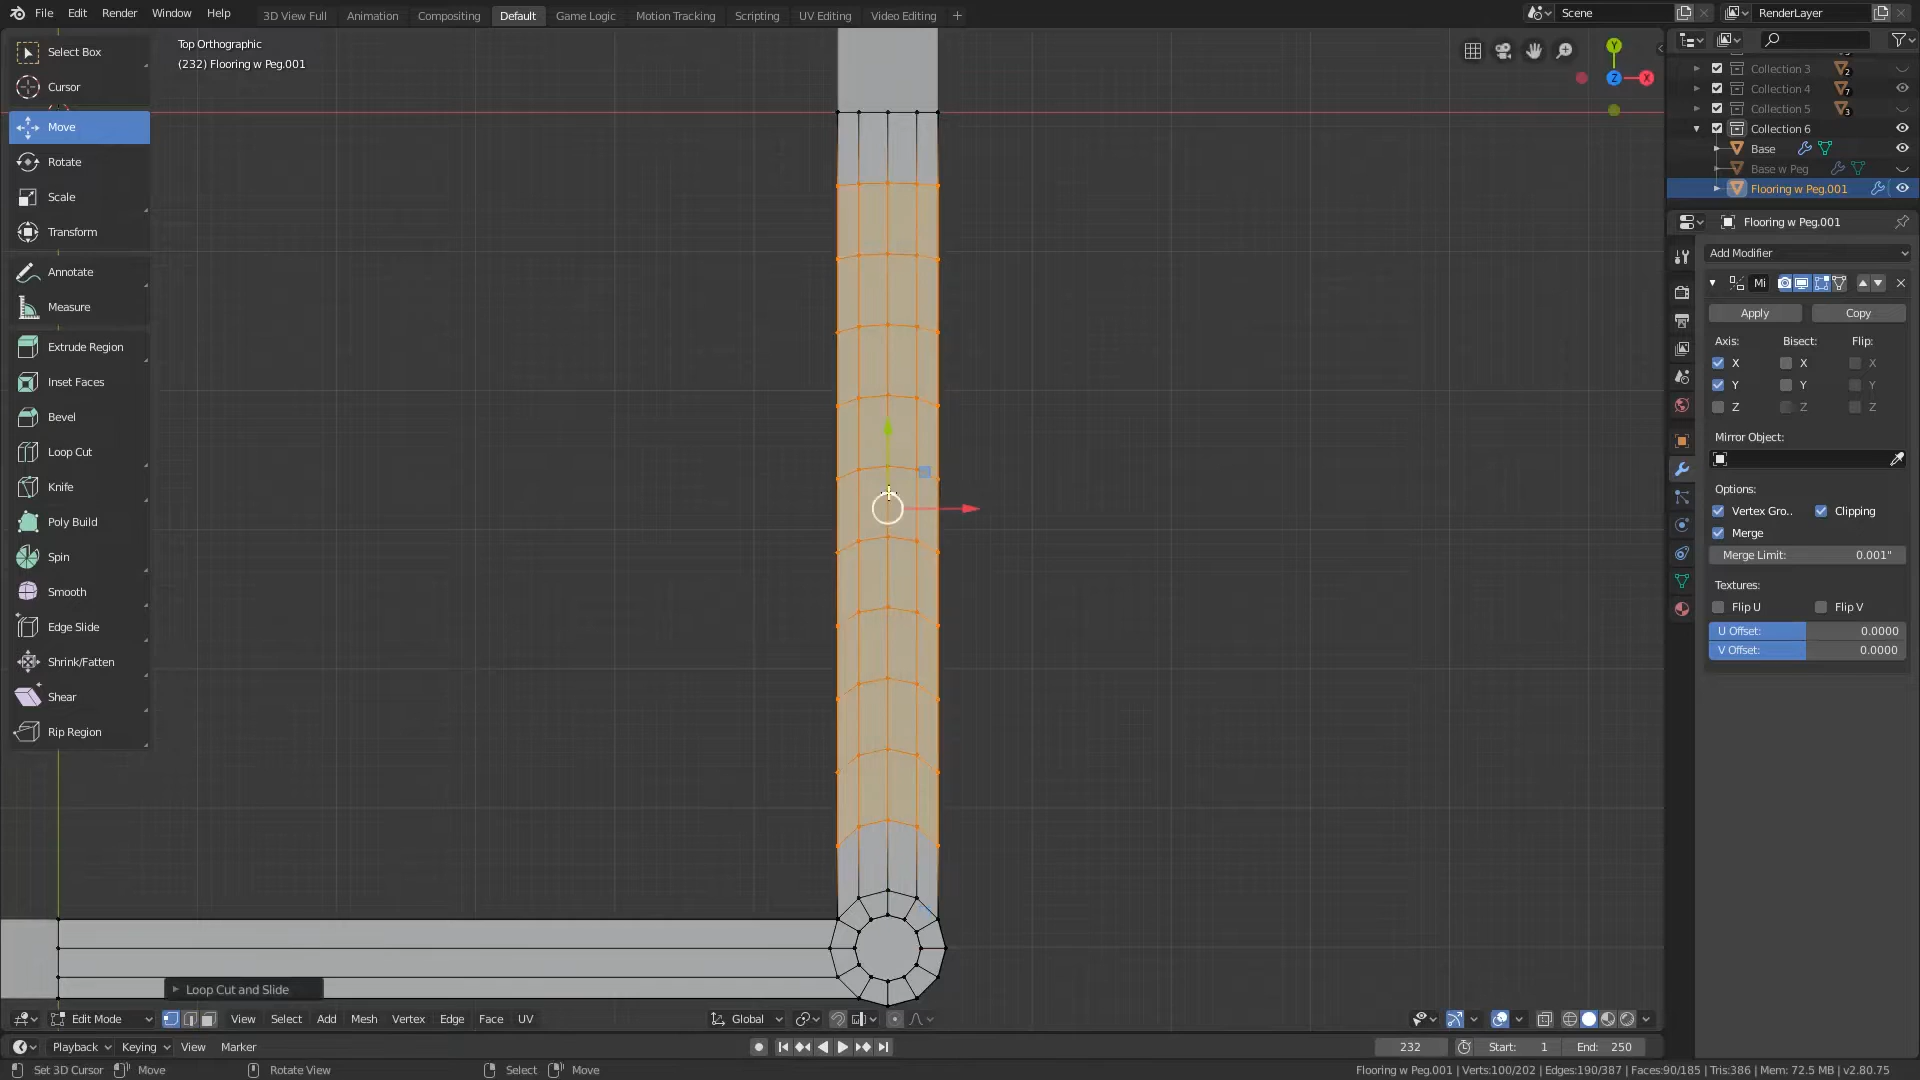 File Edit Render Window Help
3D View Full Animation Compositing Default Game Logic Motion Tracking Scripting UV Editing Video Editing +
Scene
RenderLayer
Select Box
Cursor
Move
Rotate
Scale
Transform
Annotate
Measure
Extrude Region
Inset Faces
Bevel
Loop Cut
Knife
Poly Build
Spin
Smooth
Edge Slide
Shrink/Fatten
Shear
Rip Region
Top Orthographic
(232) Flooring w Peg.001
Y
Z
X
Collection 3 2
Collection 4 7
Collection 5 3
Collection 6
Base
Base w Peg
Flooring w Peg.001
Flooring w Peg.001
Add Modifier
Mi
Apply Copy
Axis: Bisect: Flip:
X X X
Y Y Y
Z Z Z
Mirror Object:
Options:
Vertex Gro.. Clipping
Merge
Merge Limit: 0.001"
Textures:
Flip U Flip V
U Offset: 0.0000
V Offset: 0.0000
Loop Cut and Slide
Edit Mode View Select Add Mesh Vertex Edge Face UV Global
Playback Keying View Marker 232 Start: 1 End: 250
Set 3D Cursor Move Rotate View Select Move Flooring w Peg.001 | Verts:100/202 | Edges:190/387 | Faces:90/185 | Tris:386 | Mem: 72.5 MB | v2.80.75